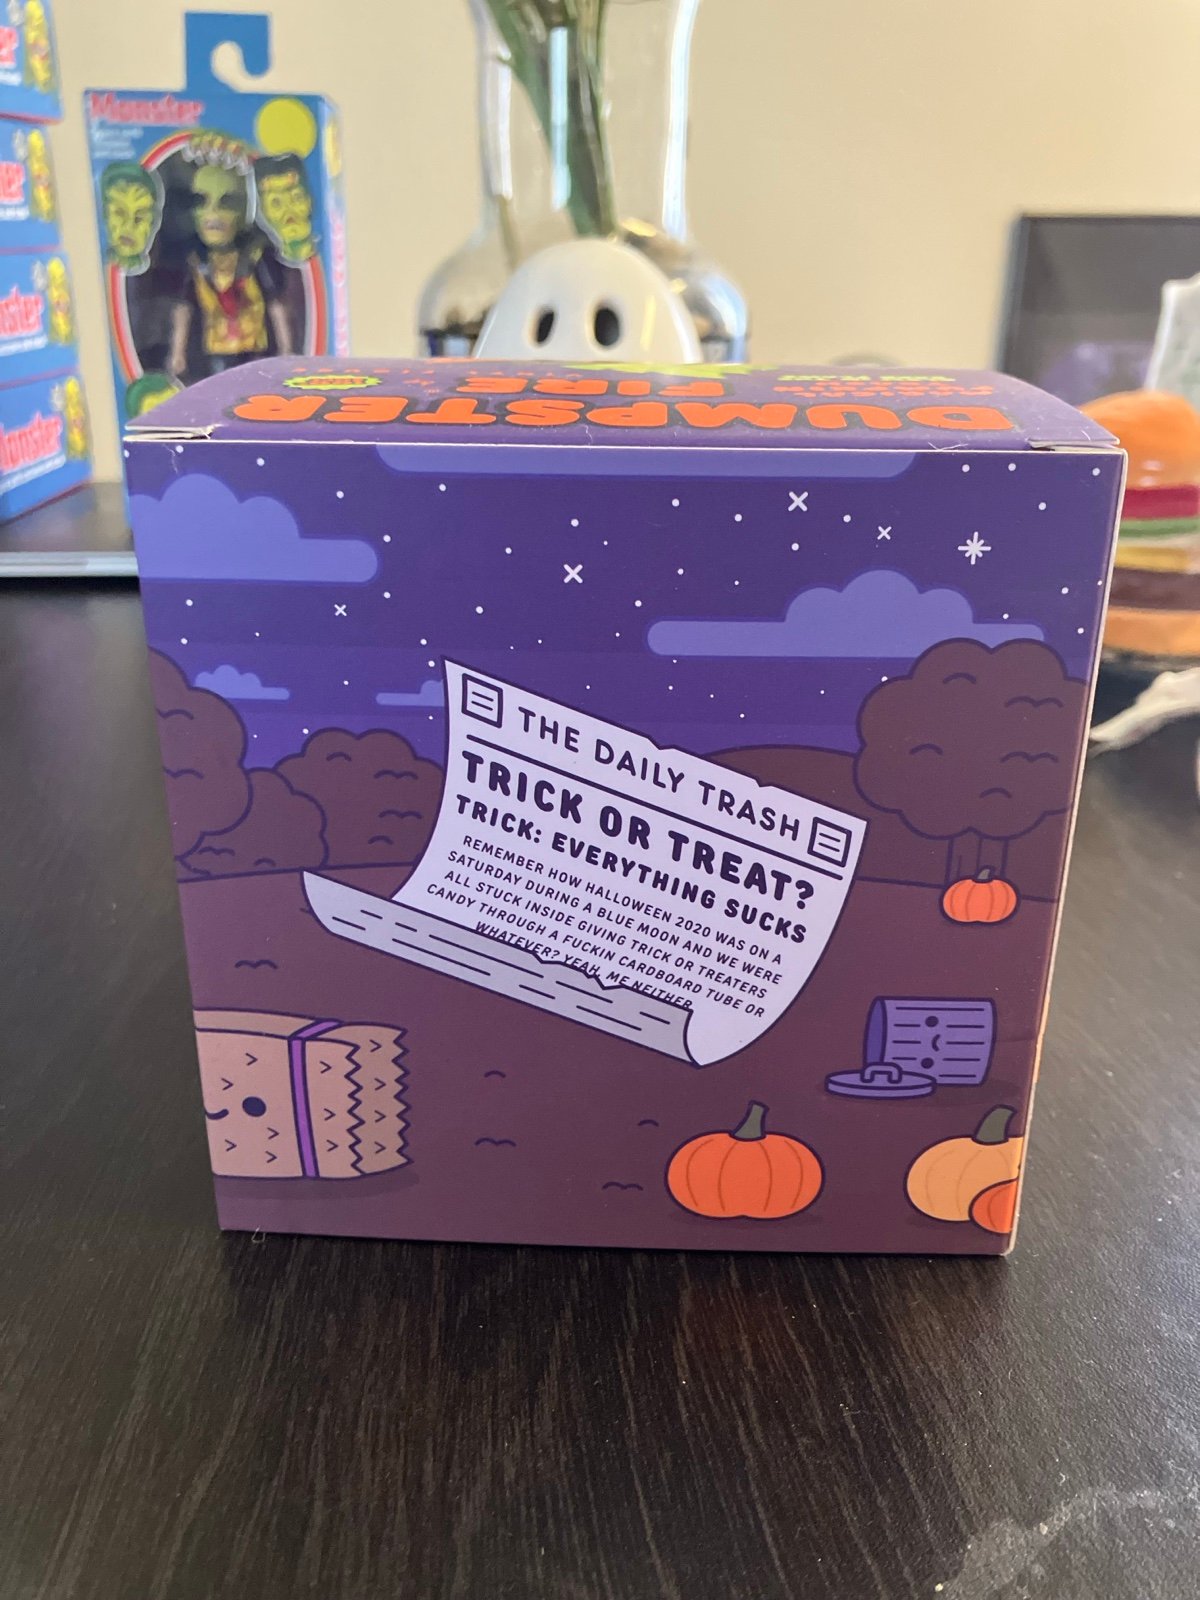 Monster
DUMPSTER
FIRE
THE DAILY TRASH
TRICK OR TREAT?
TRICK: EVERYTHING SUCKS
REMEMBER HOW HALLOWEEN 2020 WAS ON A
SATURDAY DURING A BLUE MOON AND WE WERE
ALL STUCK INSIDE GIVING TRICK OR TREATERS
CANDY THROUGH A FUCKIN CARDBOARD TUBE OR
WHATEVER? YEAH, ME NEITHER